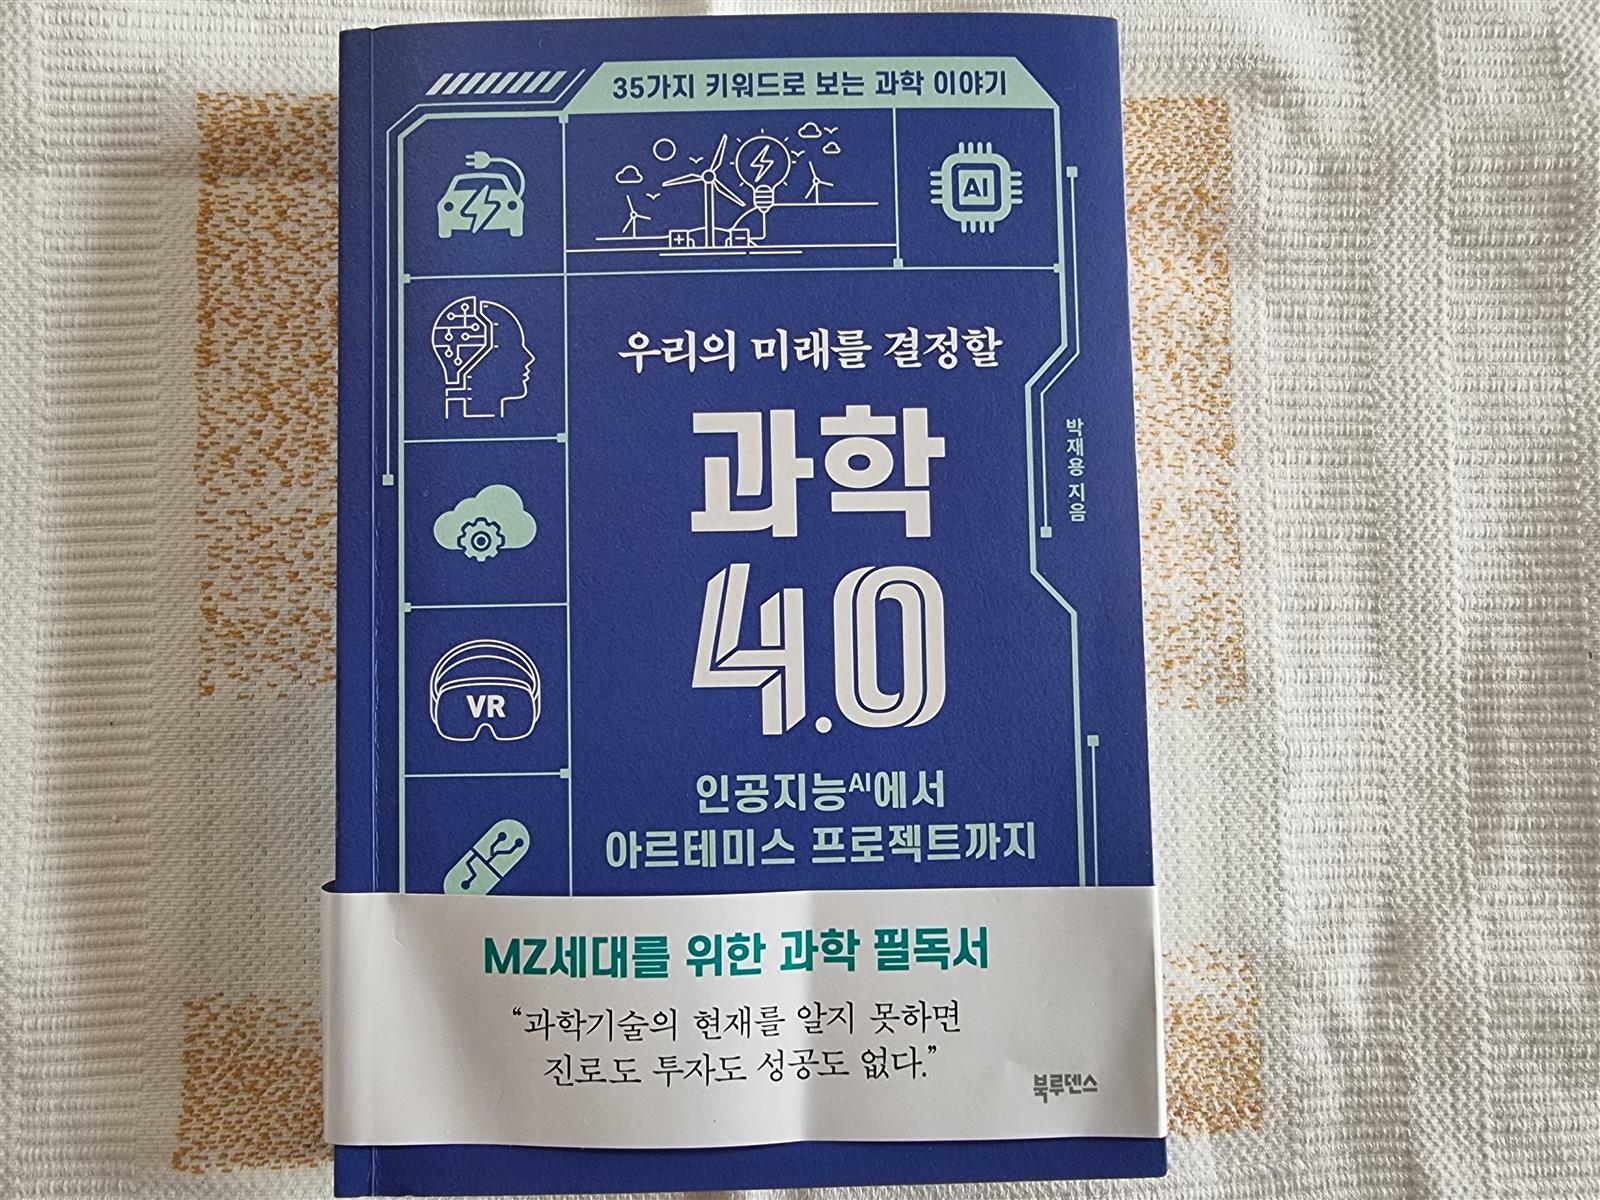 35가지 키워드로 보는 과학 이야기
AI
우리의 미래를 결정할
과학
4.0
박재용 지음
VR
인공지능AI에서
아르테미스 프로젝트까지
MZ세대를 위한 과학 필독서
“과학기술의 현재를 알지 못하면
진로도 투자도 성공도 없다.”
북루덴스